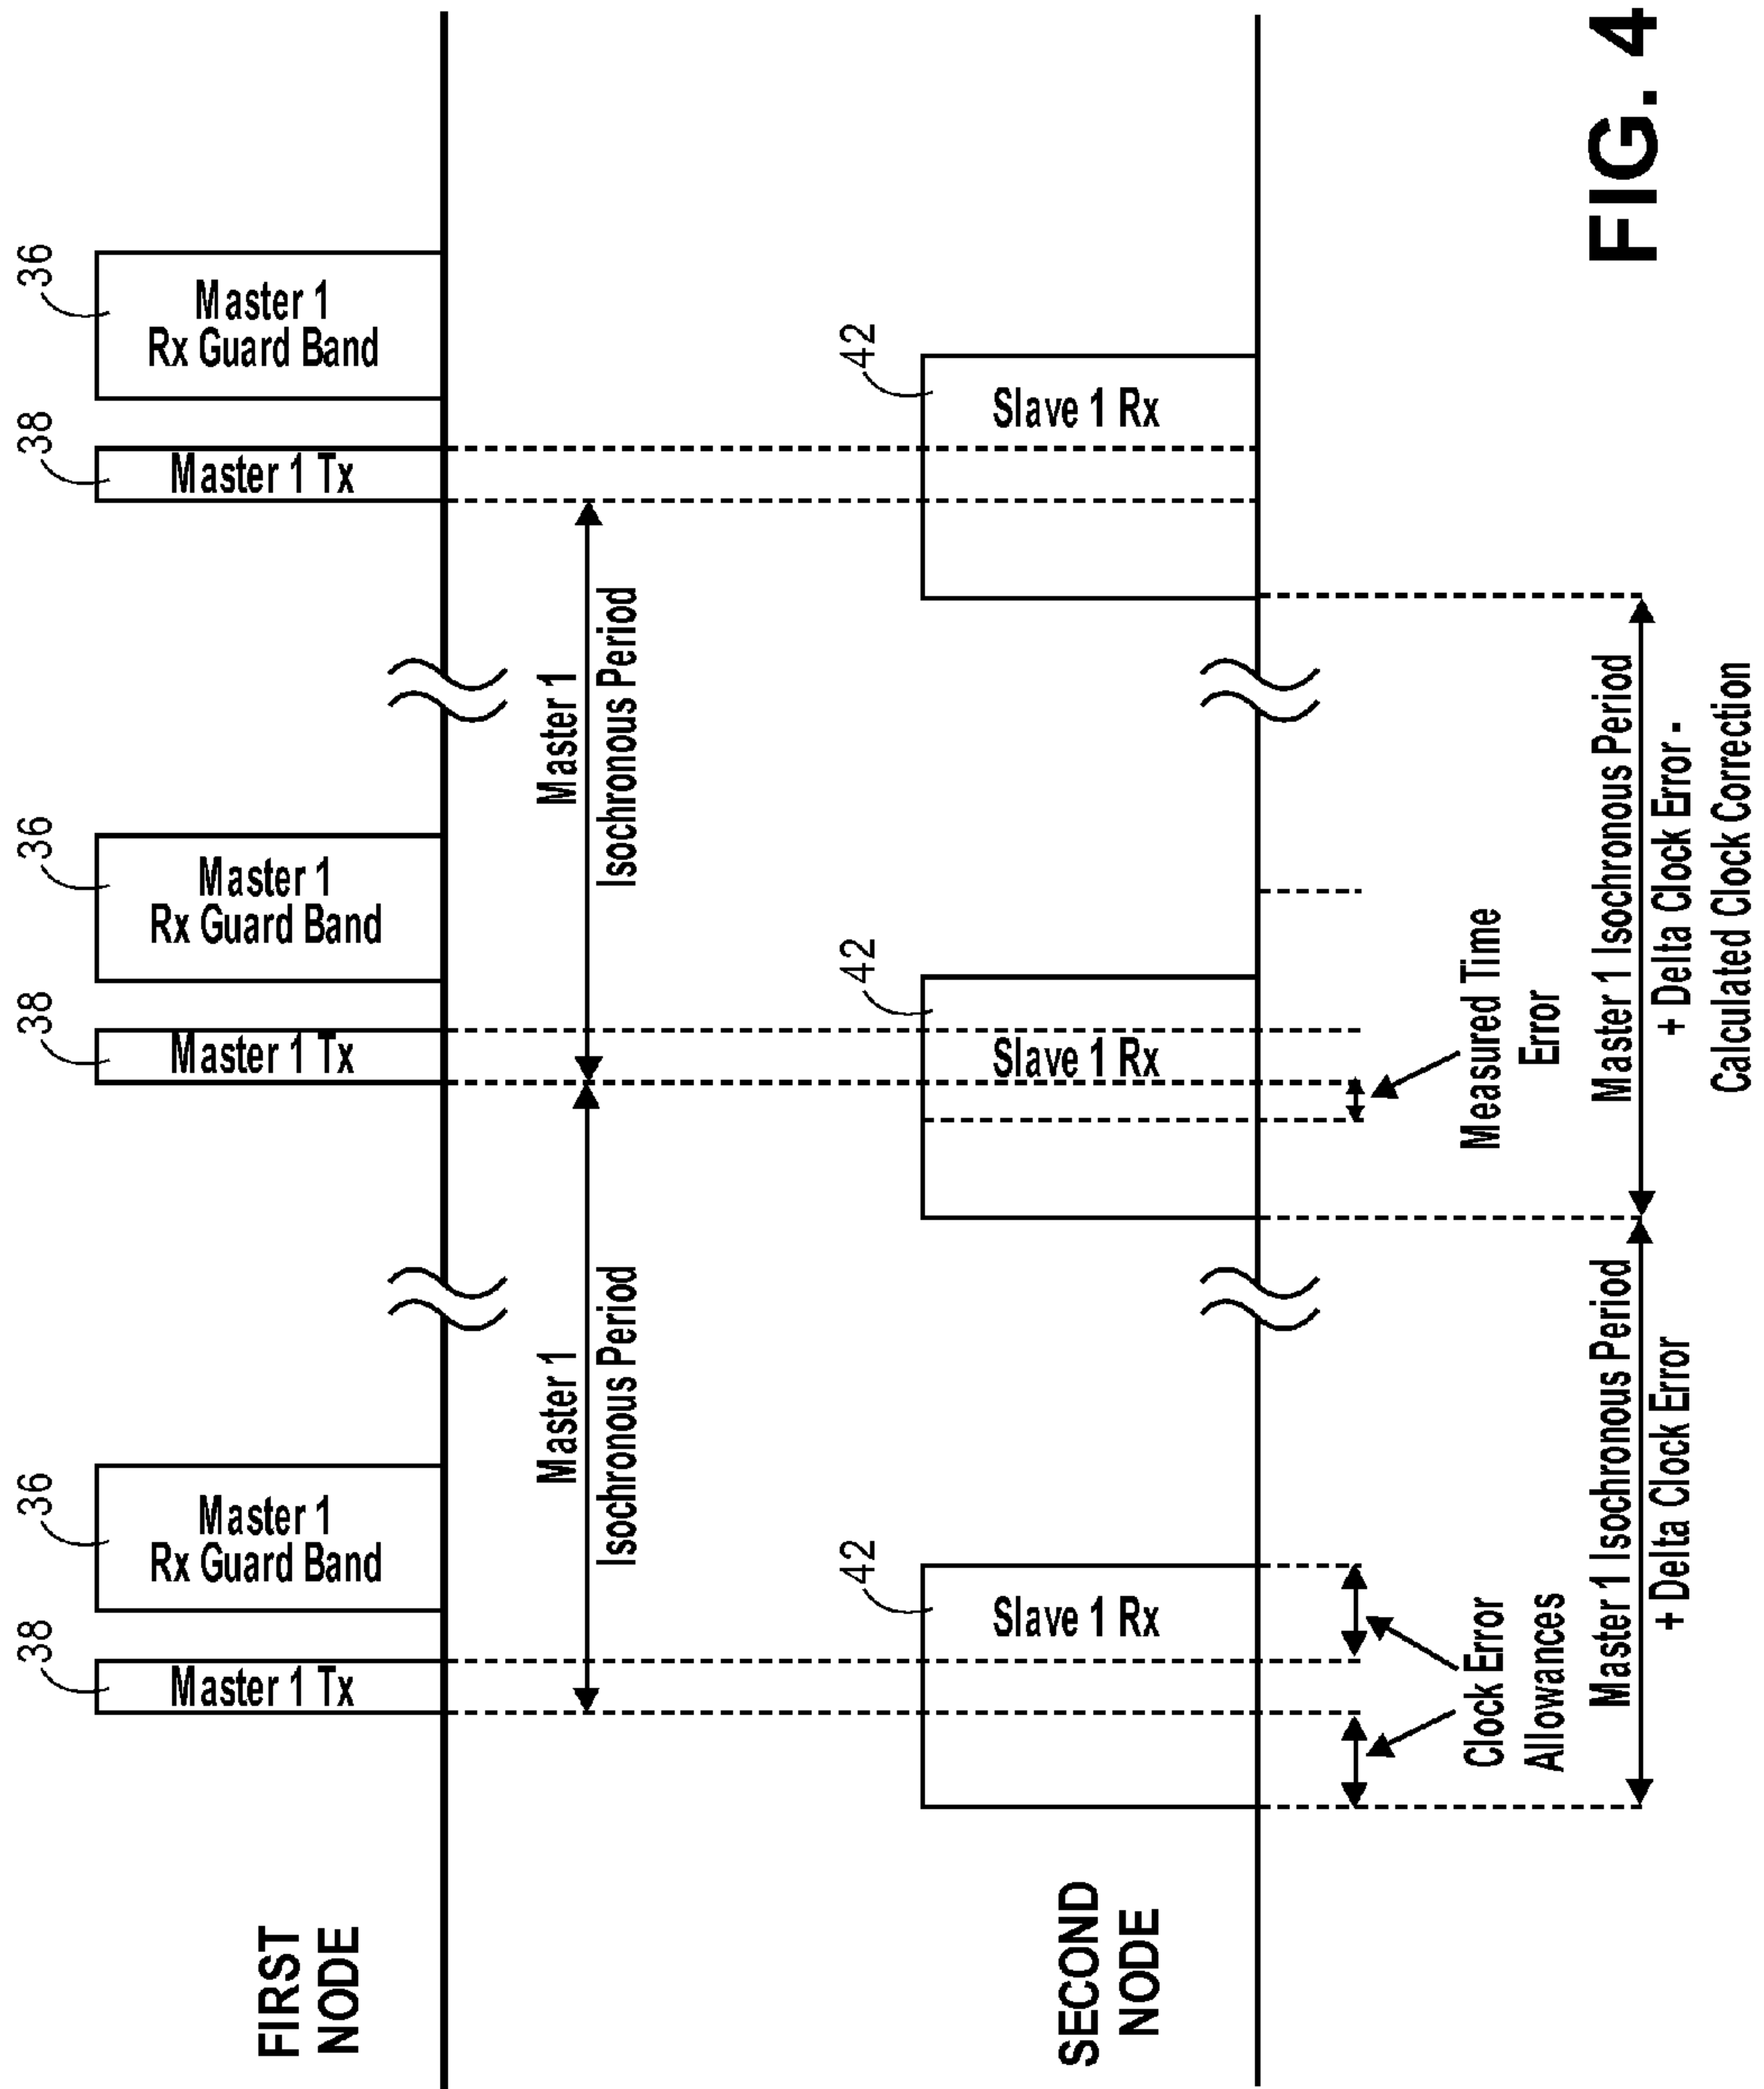 FIRST
NODE
38
Master 1 Tx
36
Master 1
Rx Guard Band
38
Master 1 Tx
36
Master 1
Rx Guard Band
38
Master 1 Tx
36
Master 1
Rx Guard Band
Master 1
Isochronous Period
Master 1
Isochronous Period
SECOND
NODE
42
Slave 1 Rx
42
Slave 1 Rx
42
Slave 1 Rx
Clock Error
Allowances
Measured Time
Error
Master 1 Isochronous Period
+ Delta Clock Error
Master 1 Isochronous Period
+ Delta Clock Error -
Calculated Clock Correction
FIG. 4